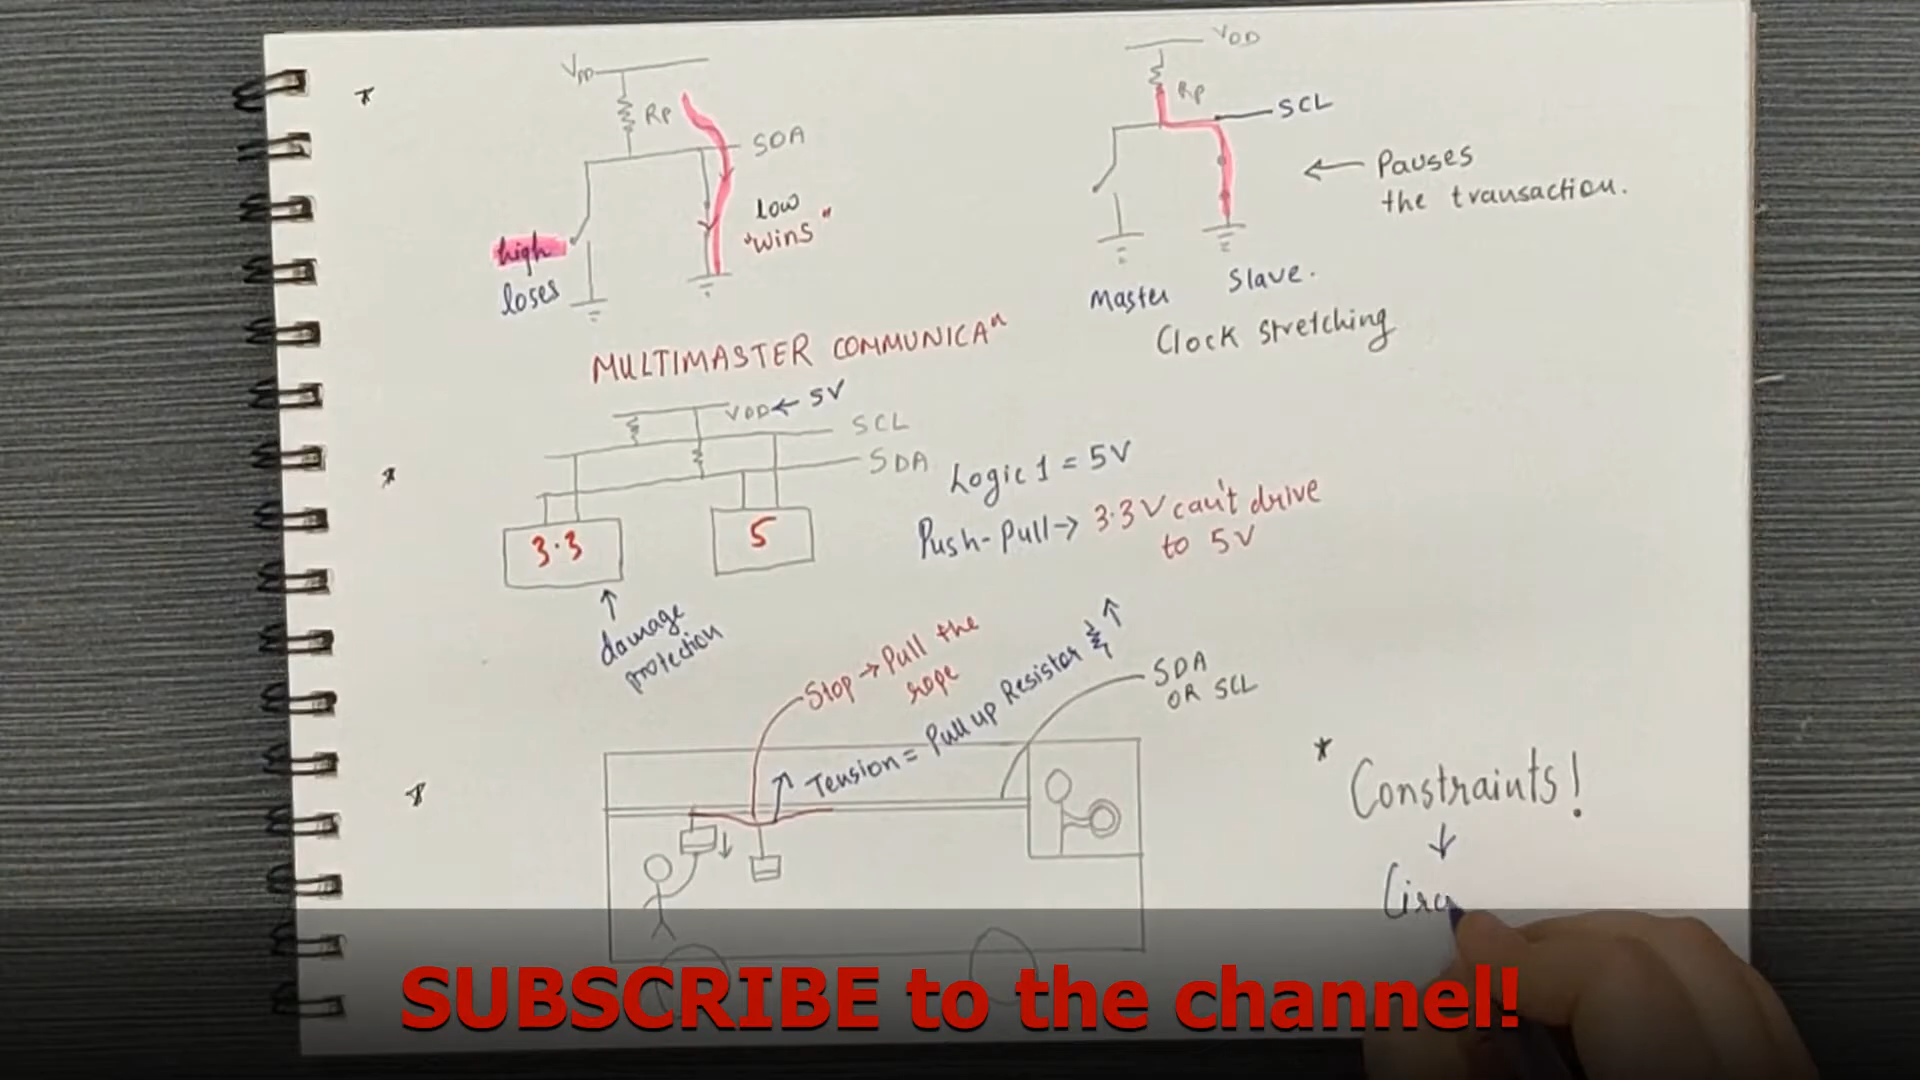 VDD
Rp
SDA
low
"wins"
high
loses
MULTIMASTER COMMUNICAⁿ
VDD
Rp
SCL
← Pauses
the transaction.
Master
Slave.
Clock stretching
VDD ← 5V
SCL
SDA
3.3
5
damage
protection
Logic 1 = 5V
Push-Pull → 3.3V can't drive
to 5V
Stop → Pull the
rope
Tension = Pull up Resistor
SDA
OR SCL
* Constraints!
Circ
SUBSCRIBE to the channel!